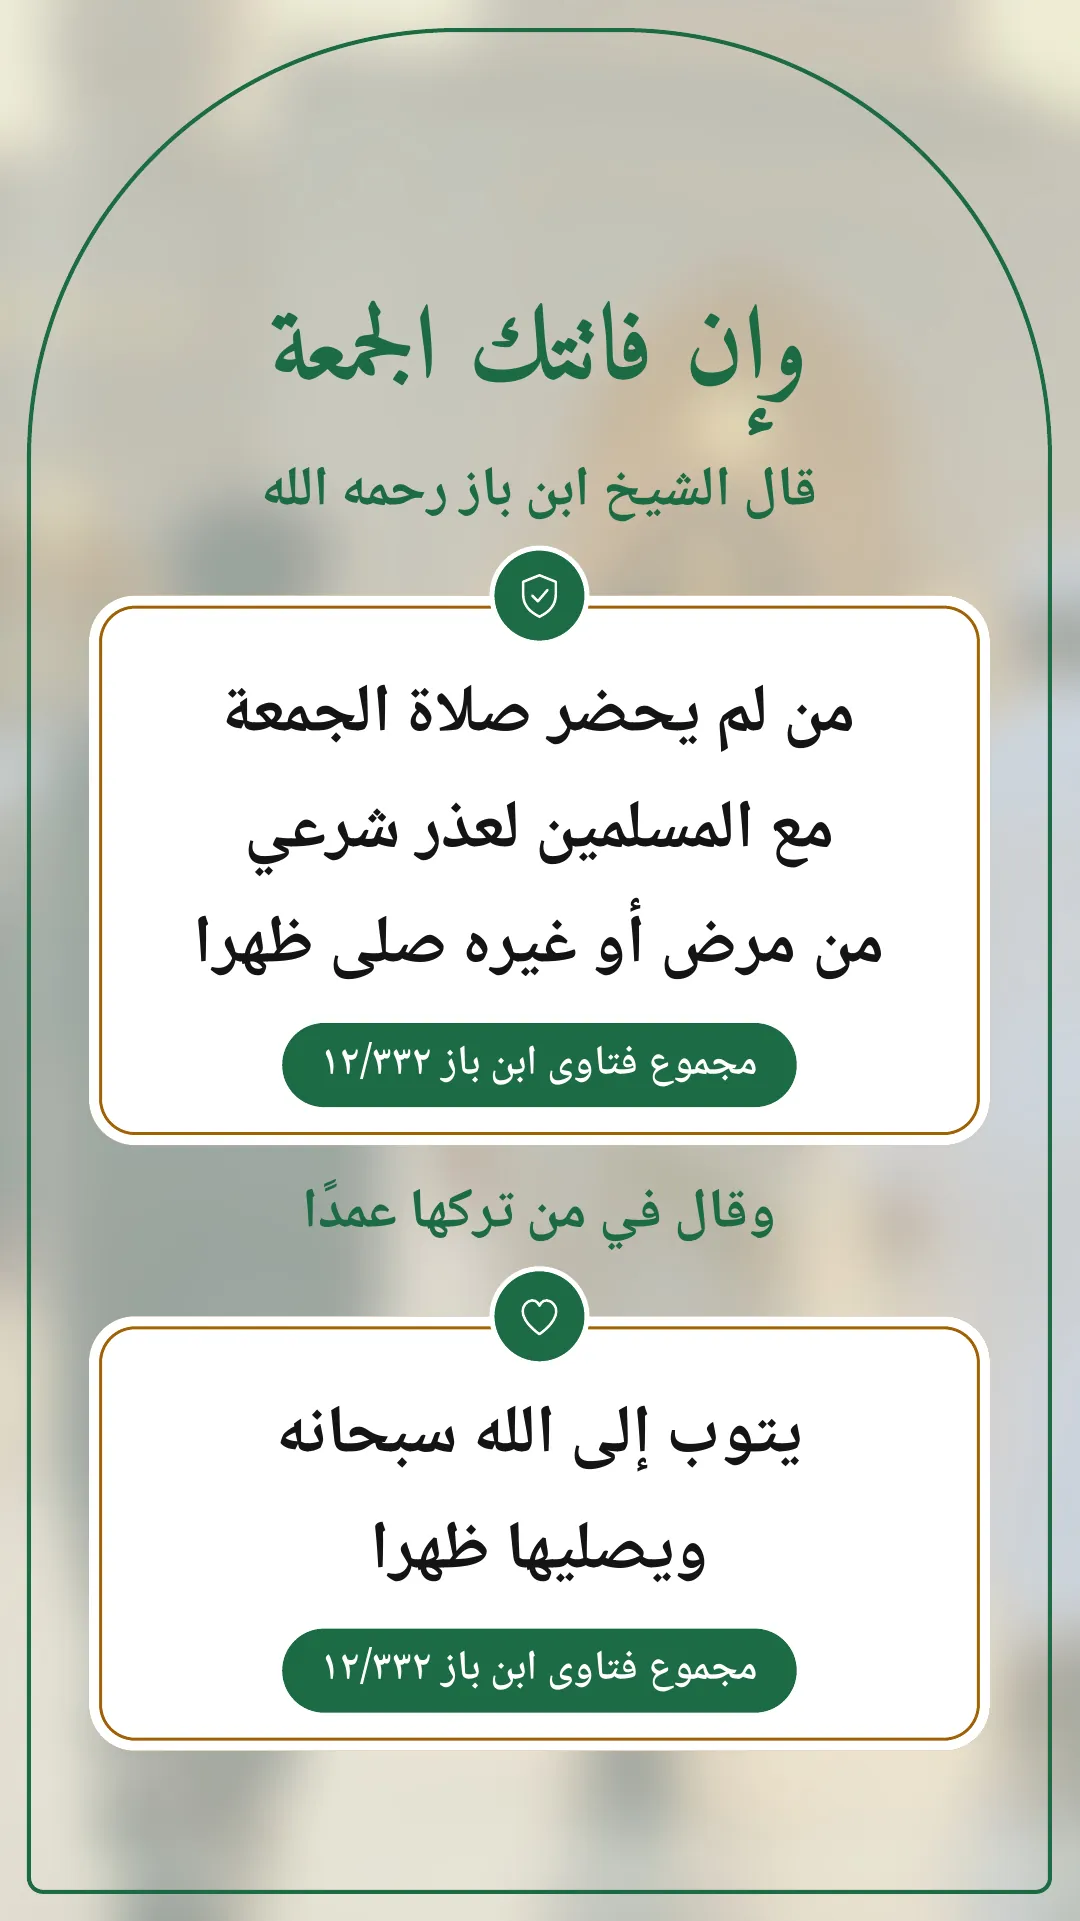 وإن فاتتك الجمعة
قال الشيخ ابن باز رحمه الله
من لم يحضر صلاة الجمعة
مع المسلمين لعذر شرعي
من مرض أو غيره صلى ظهرا
مجموع فتاوى ابن باز ١٢/٣٣٢
وقال في من تركها عمدًا
يتوب إلى الله سبحانه
ويصليها ظهرا
مجموع فتاوى ابن باز ١٢/٣٣٢